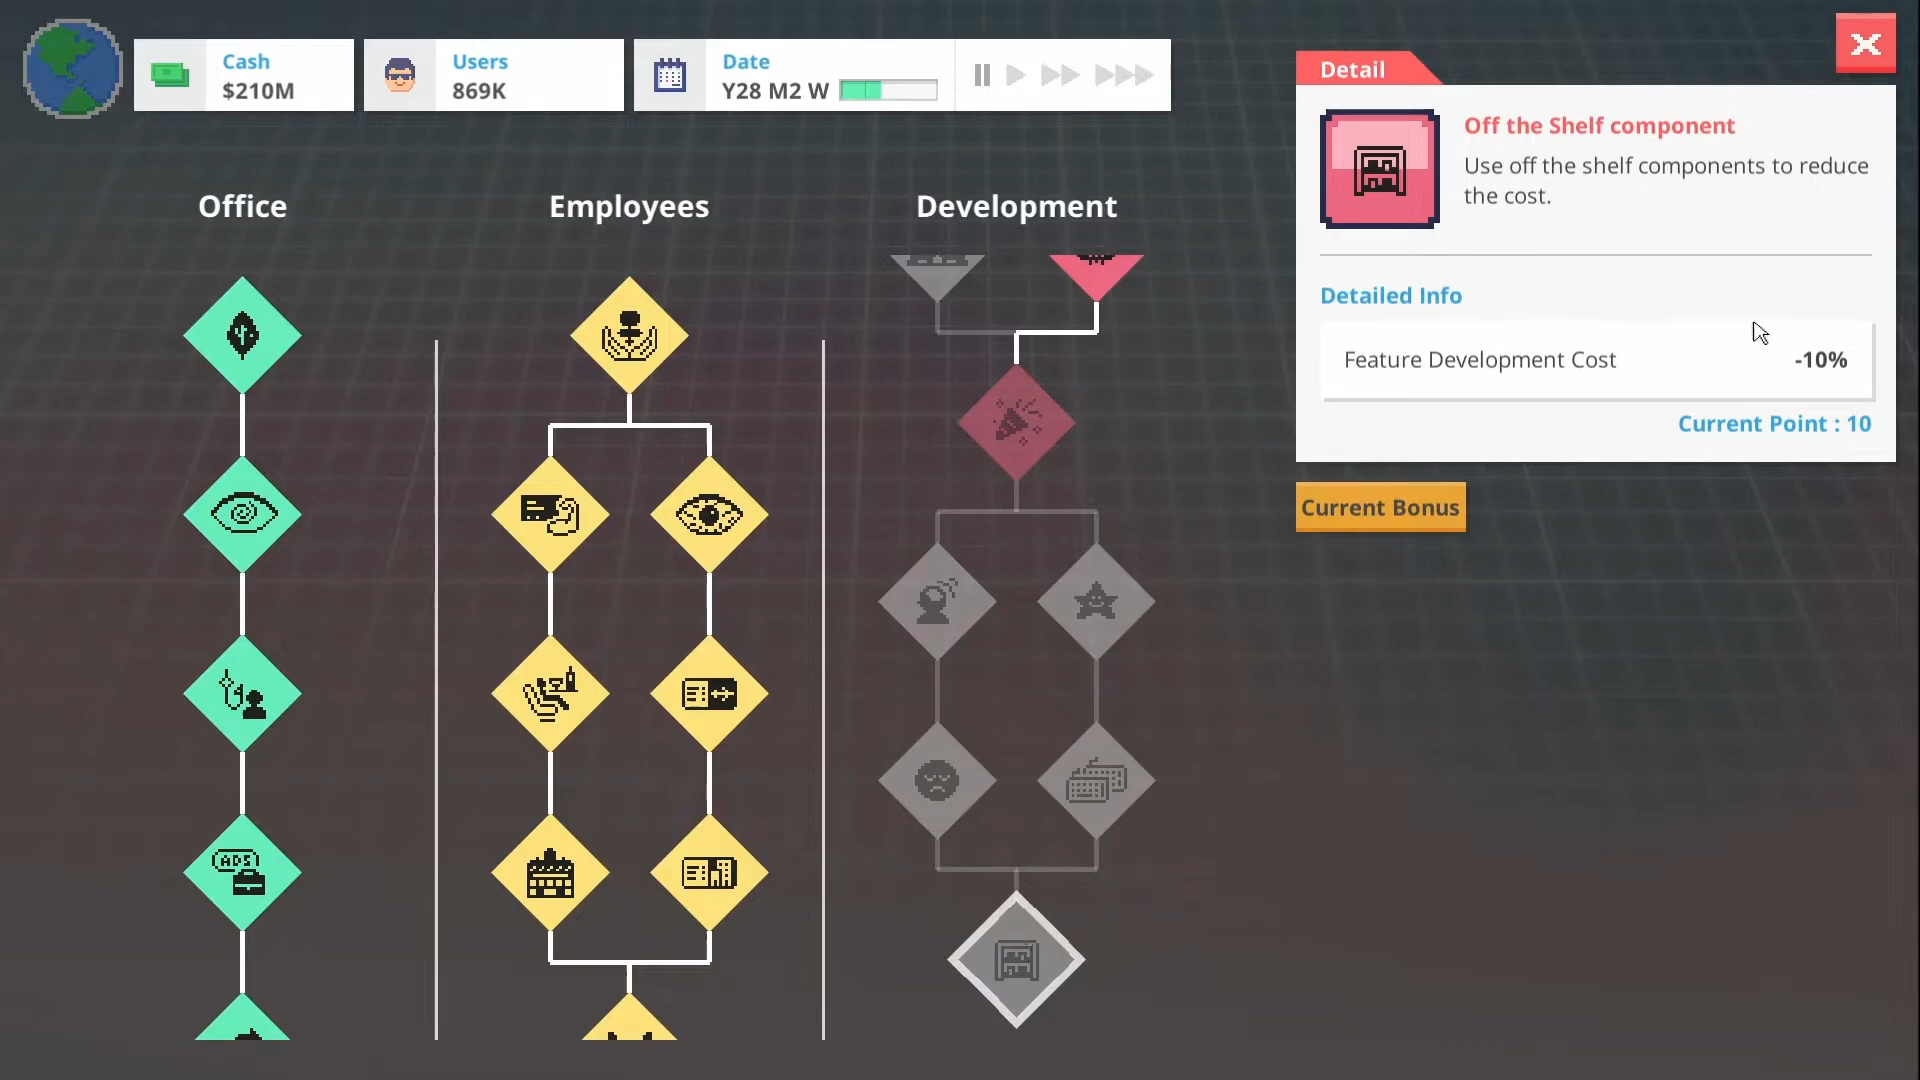 Cash
$210M
Users
869K
Date
Y28 M2 W
Detail
Off the Shelf component
Use off the shelf components to reduce
the cost.
Detailed Info
Feature Development Cost
-10%
Current Point : 10
Current Bonus
Office
Employees
Development
ADS